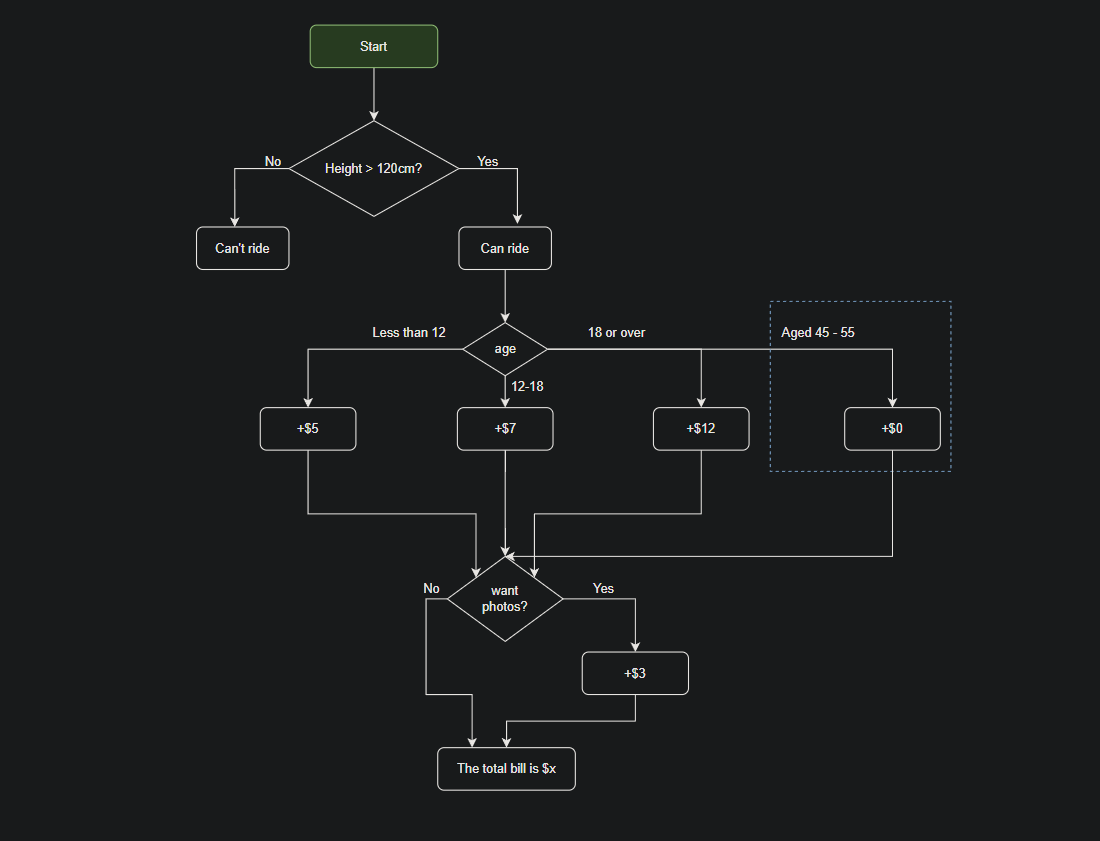 Start
Height > 120cm?
No
Yes
Can't ride
Can ride
Less than 12
18 or over
Aged 45 - 55
age
12-18
+$5
+$7
+$12
+$0
No
want
photos?
Yes
+$3
The total bill is $x